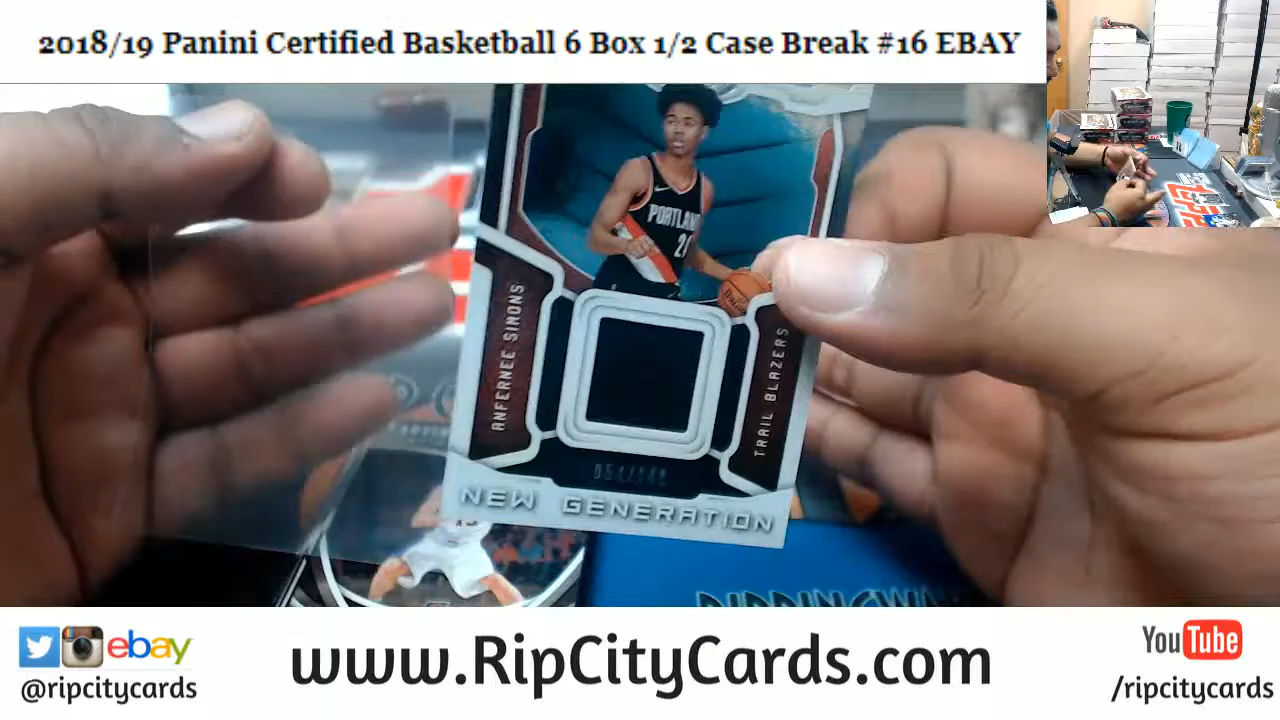 2018/19 Panini Certified Basketball 6 Box 1/2 Case Break #16 EBAY
PORTLAND
ANFERNEE SIMONS
TRAIL BLAZERS
NEW GENERATION
ebay
@ripcitycards
www.RipCityCards.com
YouTube
/ripcitycards